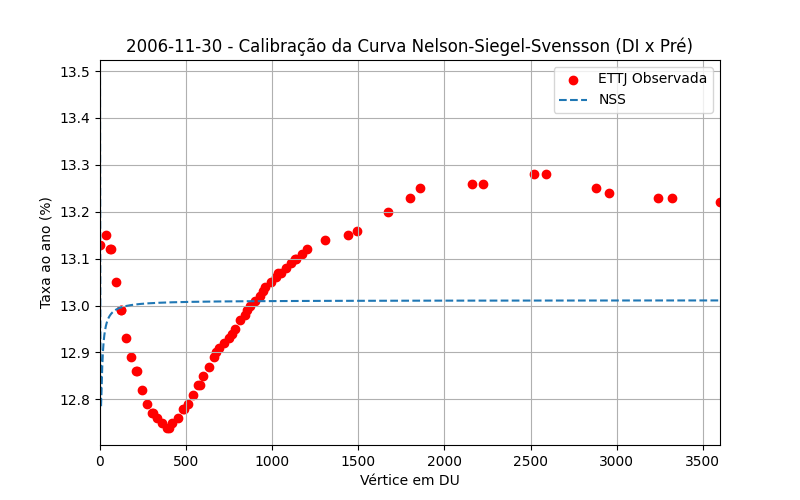 2006-11-30 - Calibração da Curva Nelson-Siegel-Svensson (DI x Pré)
13.5
13.4
13.3
13.2
13.1
13.0
12.9
12.8
Taxa ao ano (%)
ETTJ Observada
NSS
0 500 1000 1500 2000 2500 3000 3500
Vértice em DU